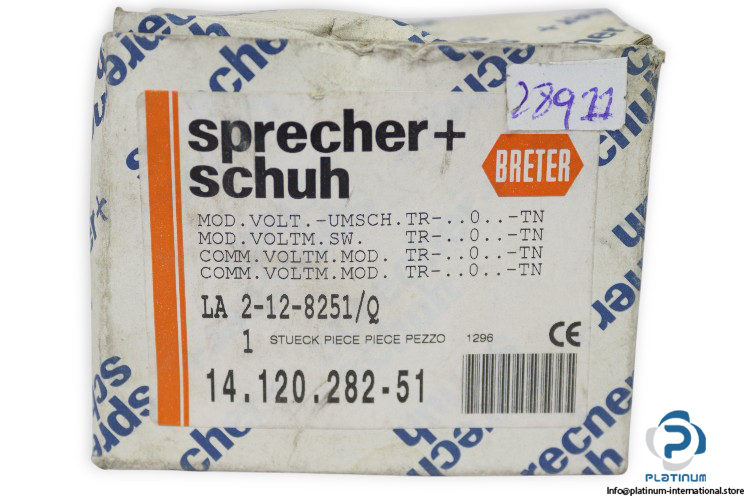 23911
sprecher+
schuh
BRETER
MOD.VOLT.-UMSCH.TR-..0..-TN
MOD.VOLTM.SW. TR-..0..-TN
COMM.VOLTM.MOD. TR-..0..-TN
COMM.VOLTM.MOD. TR-..0..-TN
LA 2-12-8251/Q
1 STUECK PIECE PIECE PEZZO 1296 CE
14.120.282-51
PLATINUM
Info@platinum-international.store